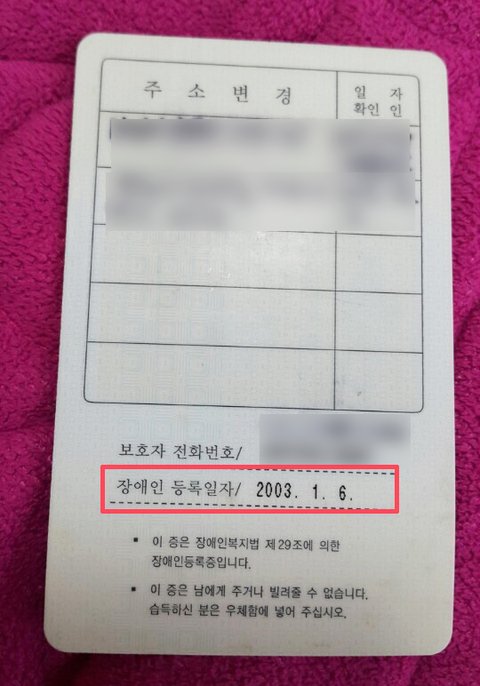 주 소 변 경
일 자
확인 인
보호자 전화번호/
장애인 등록일자/ 2003. 1. 6.
▪ 이 증은 장애인복지법 제29조에 의한
장애인등록증입니다.
▪ 이 증은 남에게 주거나 빌려줄 수 없습니다.
습득하신 분은 우체함에 넣어 주십시오.